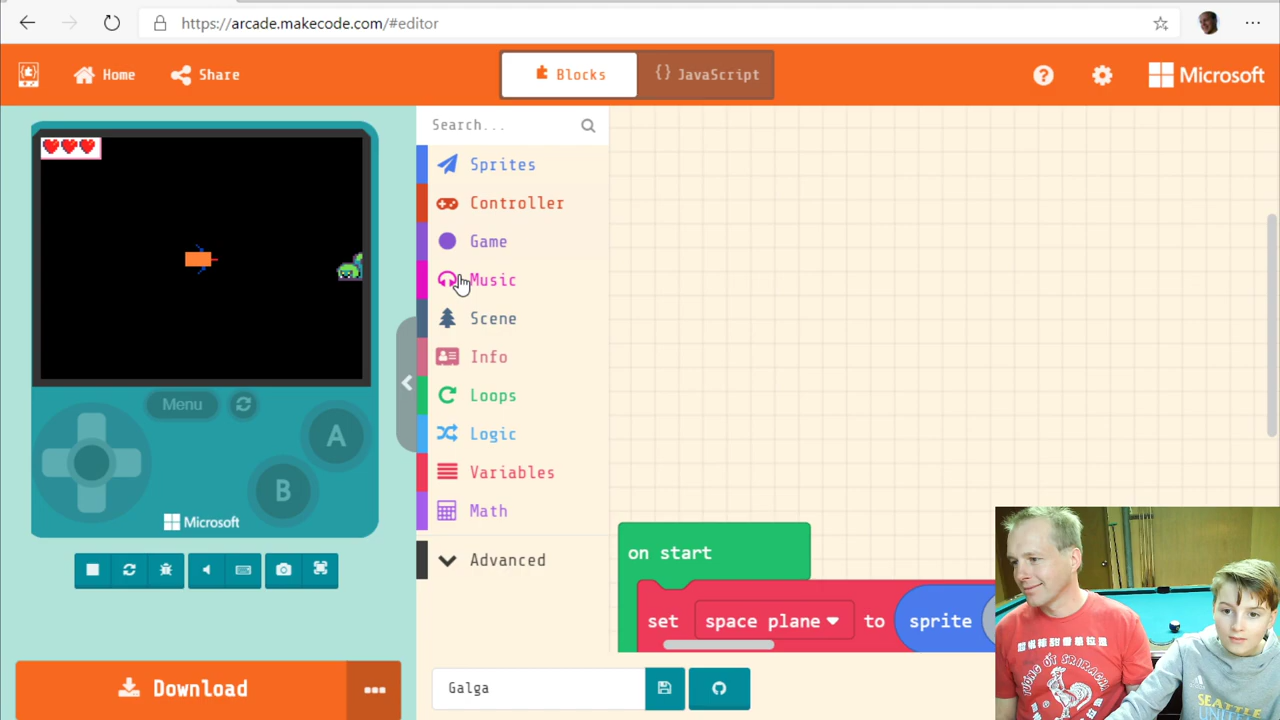 https://arcade.makecode.com/#editor
Home
Share
Blocks
{} JavaScript
Microsoft
Search...
Sprites
Controller
Game
Music
Scene
Info
Loops
Logic
Variables
Math
Advanced
Menu
A
B
Microsoft
on start
set space plane to sprite
Download
Galga
SEATTLE